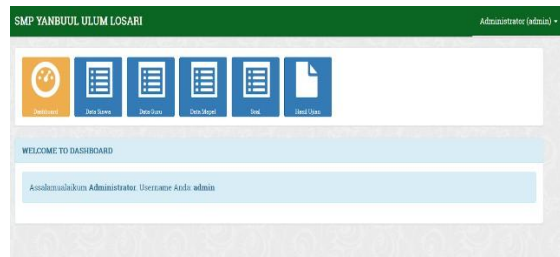 SMP YANBUUL ULUM LOSARI
Administrator (admin)
Dashboard
Data Siswa
Data Guru
Data Mapel
Soal
Hasil Ujian
WELCOME TO DASHBOARD
Assalamualaikum Administrator. Username Anda: admin